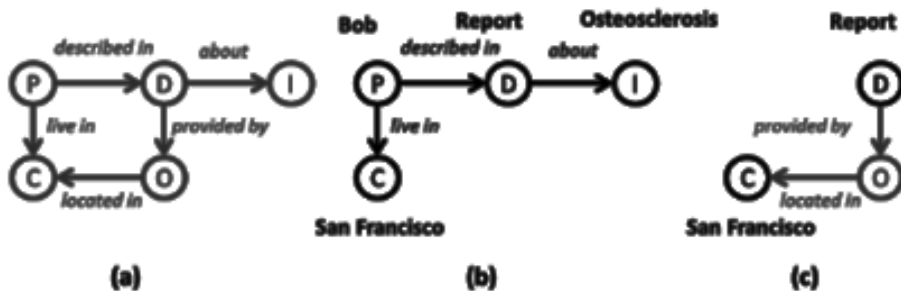 Bob Report Osteosclerosis Report
described in about described in about
P D I P D I D
live in provided by live in provided by
C O C C O
located in located in
San Francisco San Francisco
(a) (b) (c)